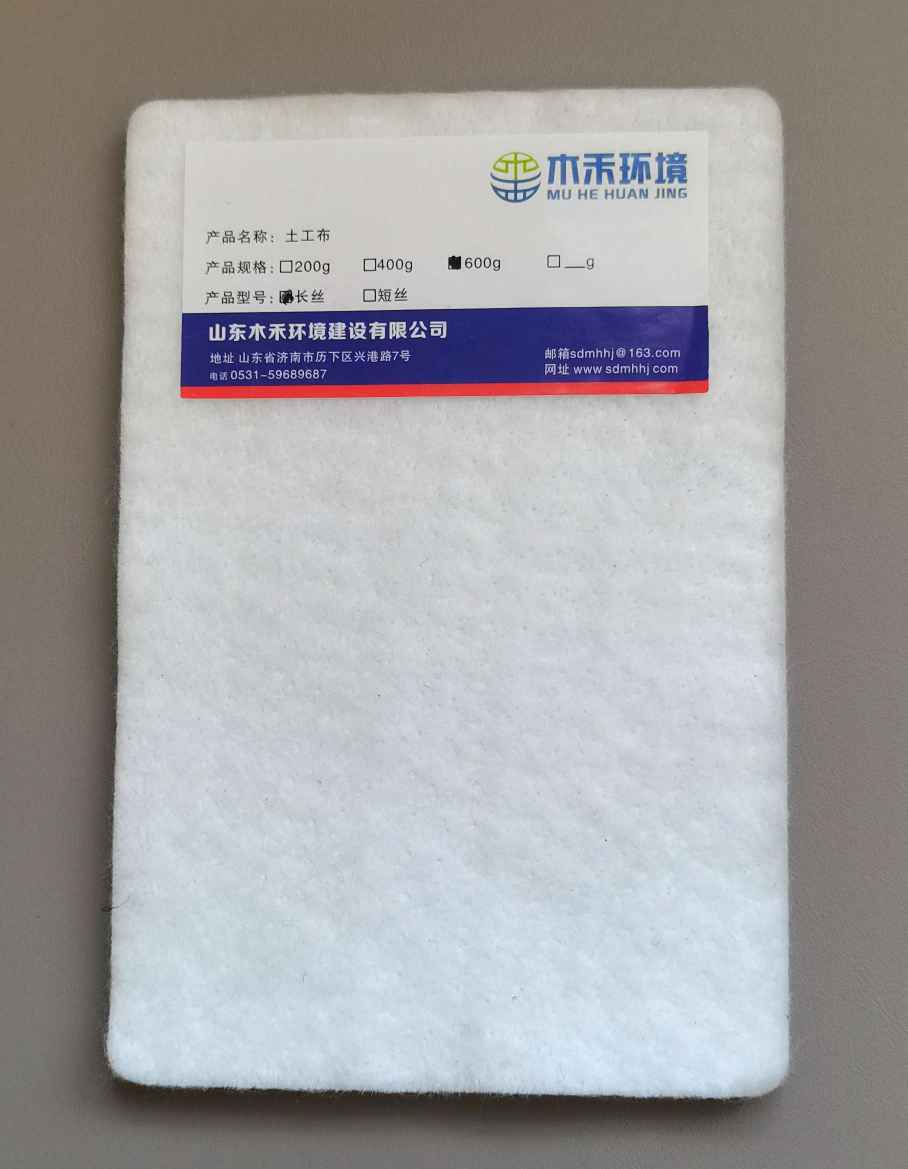 木禾环境
MU HE HUAN JING
产品名称：土工布
产品规格：□200g □400g ■600g □__g
产品型号：■长丝 □短丝
山东木禾环境建设有限公司
地址 山东省济南市历下区兴港路7号
邮箱sdmhhj@163.com
电话 0531-59689687
网址 www sdmhhj com